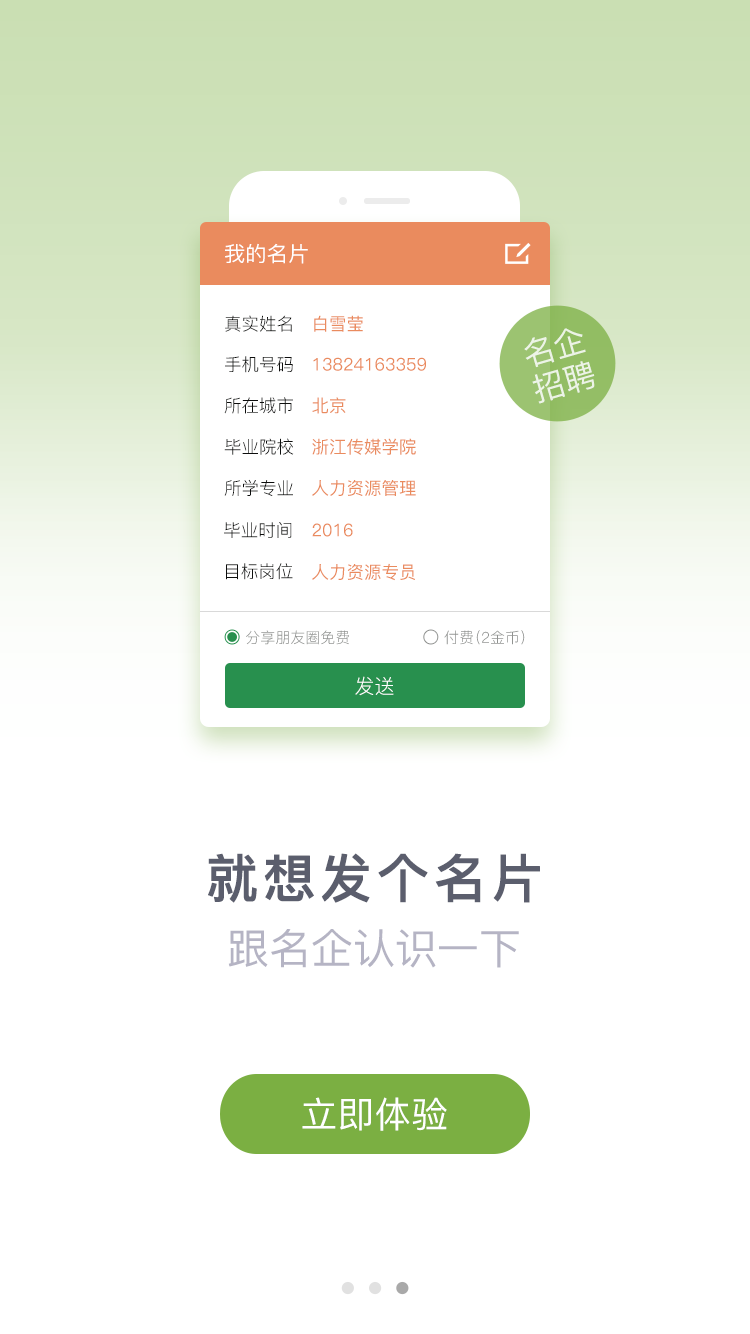 我的名片
真实姓名 白雪莹
手机号码 13824163359
名企
招聘
所在城市 北京
毕业院校 浙江传媒学院
所学专业 人力资源管理
毕业时间 2016
目标岗位 人力资源专员
分享朋友圈免费 付费(2金币)
发送
就想发个名片
跟名企认识一下
立即体验